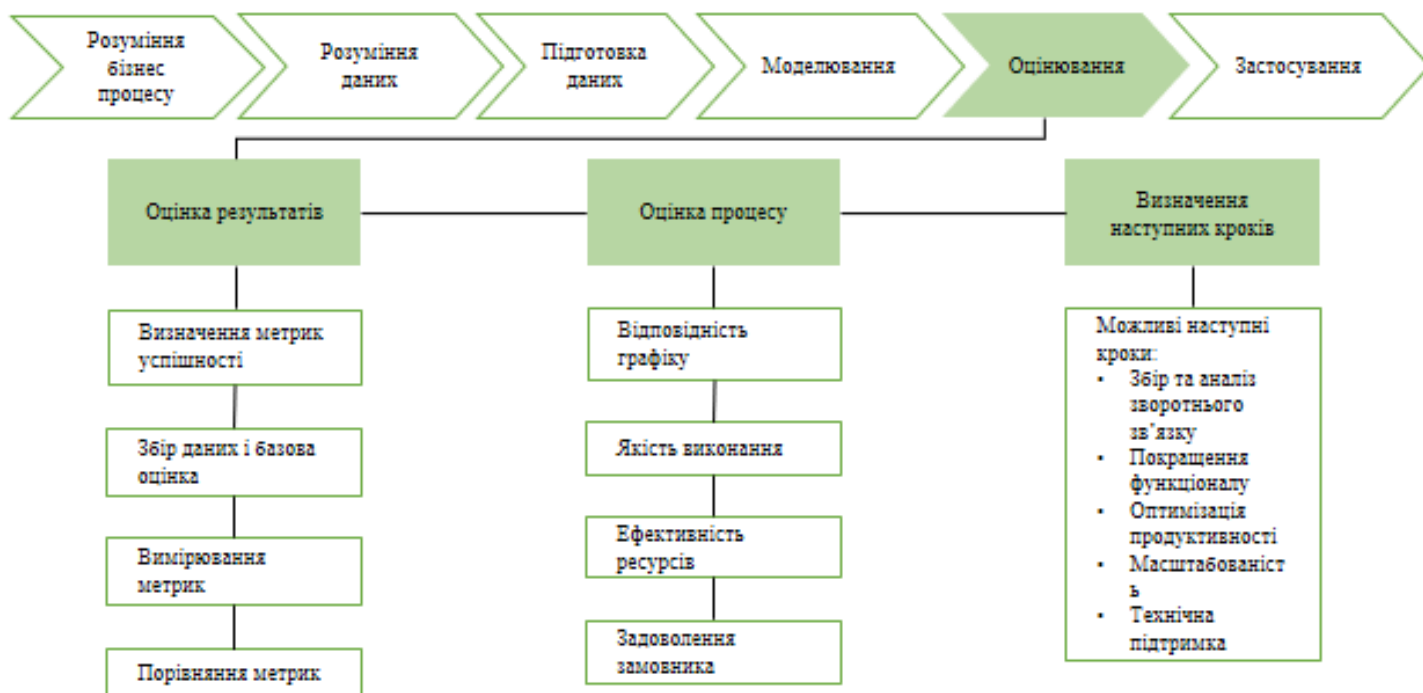 Розуміння
бізнес
процесу
Розуміння
даних
Підготовка
даних
Моделювання
Оцінювання
Застосування
Оцінка результатів
Оцінка процесу
Визначення
наступних кроків
Визначення метрик
успішності
Збір даних і базова
оцінка
Вимірювання
метрик
Порівняння метрик
Відповідність
графіку
Якість виконання
Ефективність
ресурсів
Задоволення
замовника
Можливі наступні
кроки:
• Збір та аналіз
зворотнього
зв'язку
• Покращення
функціоналу
• Оптимізація
продуктивності
• Масштабованіст
ь
• Технічна
підтримка